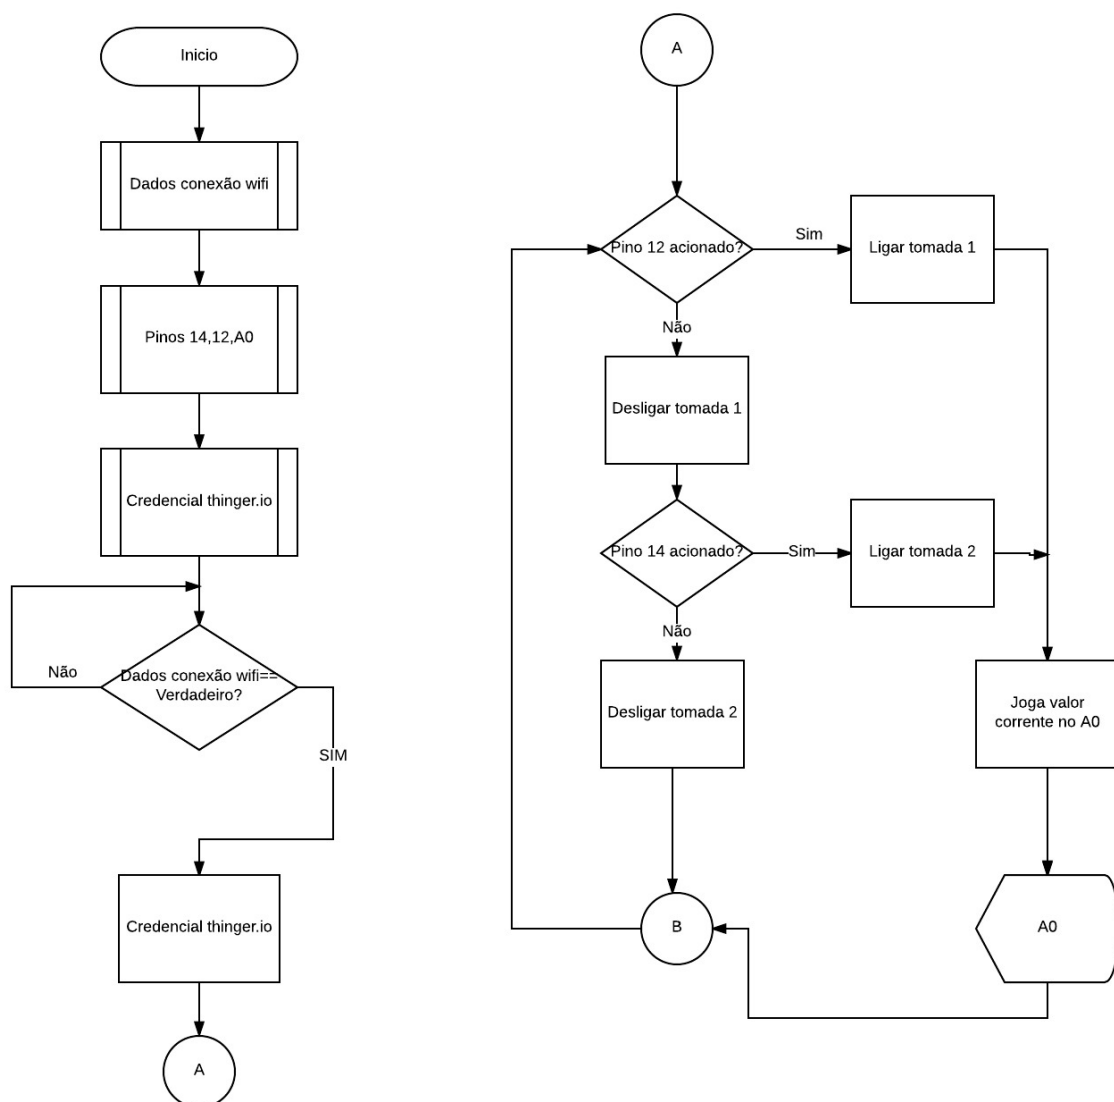 Inicio
Dados conexão wifi
Pinos 14,12,A0
Credencial thinger.io
Dados conexão wifi==
Verdadeiro?
Não
SIM
Credencial thinger.io
A
A
Pino 12 acionado?
Sim
Ligar tomada 1
Não
Desligar tomada 1
Pino 14 acionado?
Sim
Ligar tomada 2
Não
Desligar tomada 2
Joga valor
corrente no A0
B
A0